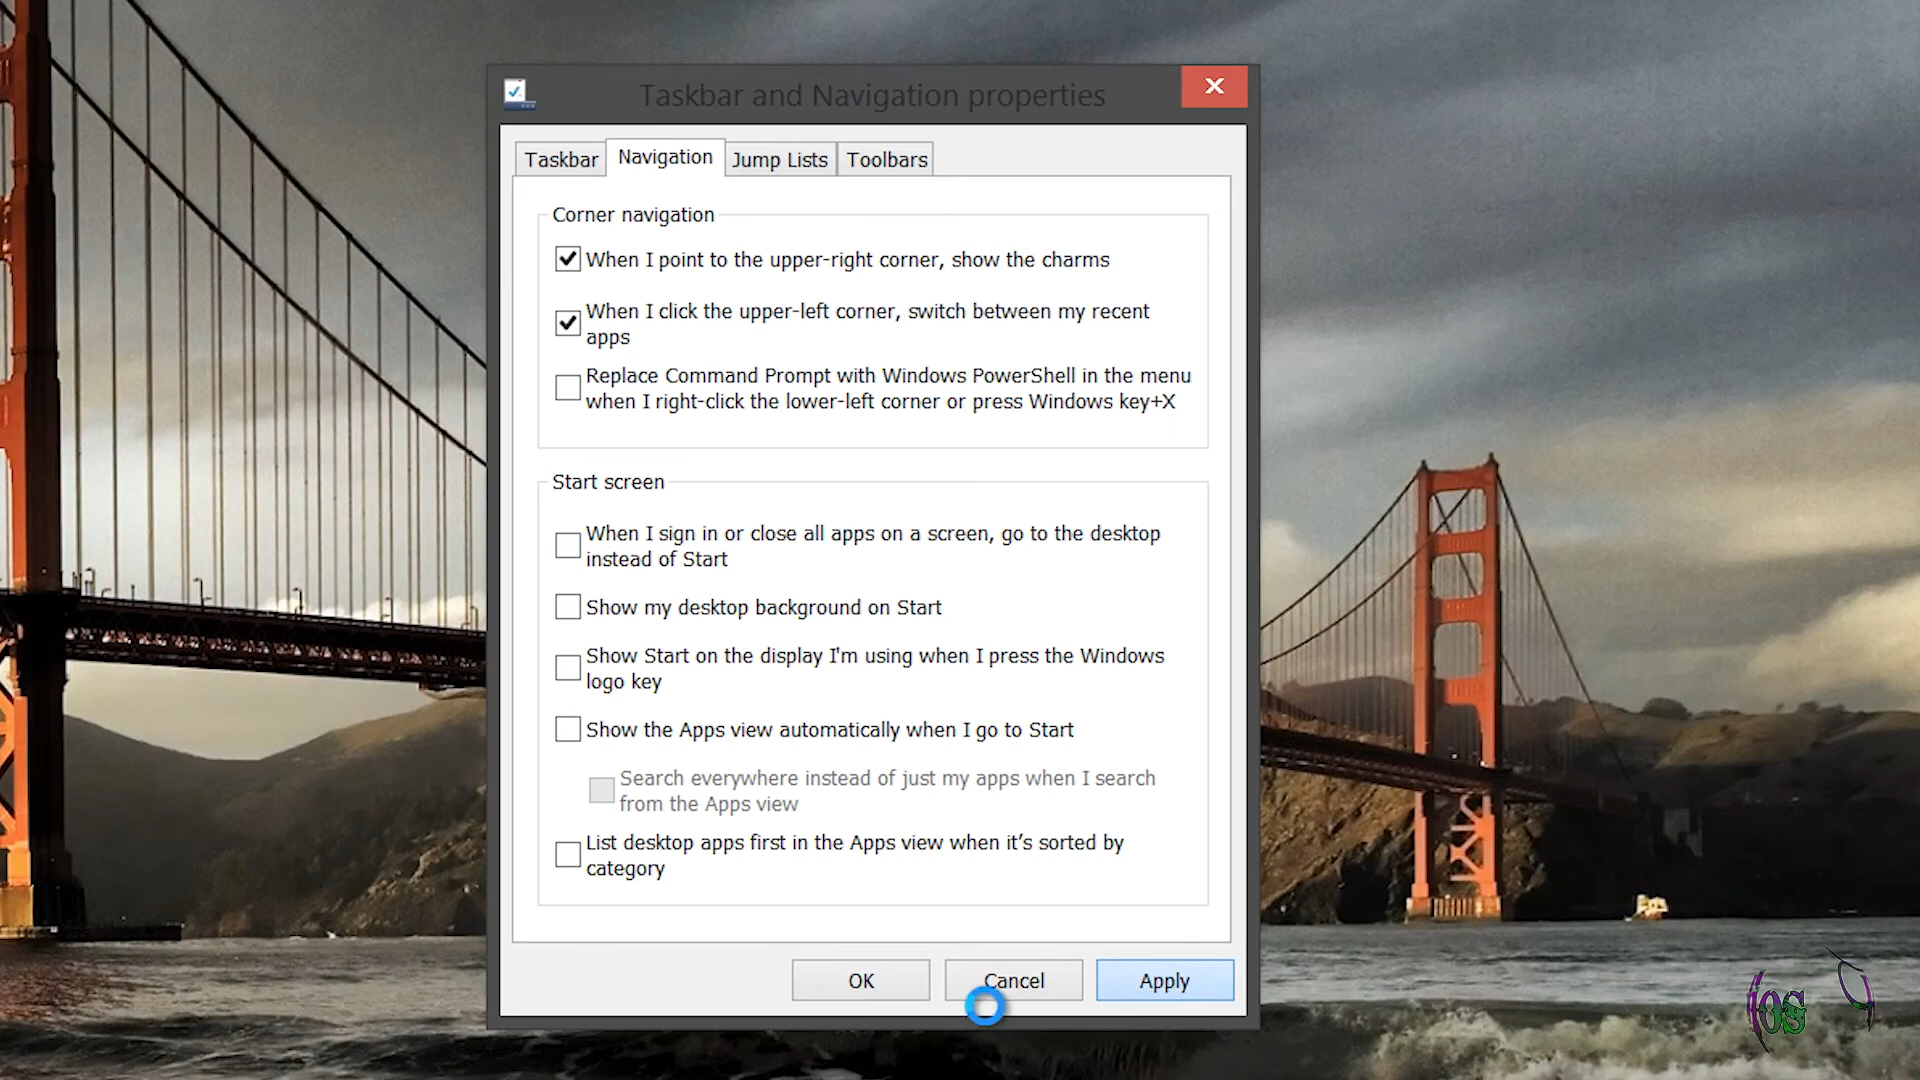 Taskbar and Navigation properties
Taskbar
Navigation
Jump Lists
Toolbars
Corner navigation
When I point to the upper-right corner, show the charms
When I click the upper-left corner, switch between my recent
apps
Replace Command Prompt with Windows PowerShell in the menu
when I right-click the lower-left corner or press Windows key+X
Start screen
When I sign in or close all apps on a screen, go to the desktop
instead of Start
Show my desktop background on Start
Show Start on the display I'm using when I press the Windows
logo key
Show the Apps view automatically when I go to Start
Search everywhere instead of just my apps when I search
from the Apps view
List desktop apps first in the Apps view when it’s sorted by
category
OK
Cancel
Apply